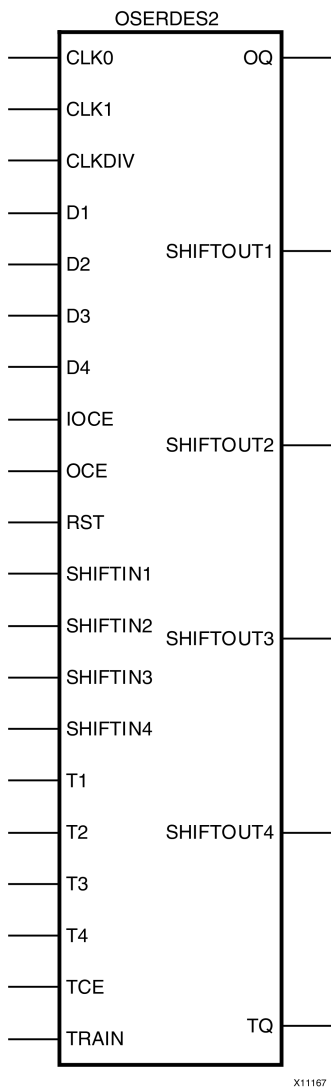 OSERDES2
CLK0
OQ
CLK1
CLKDIV
D1
D2
SHIFTOUT1
D3
D4
IOCE
SHIFTOUT2
OCE
RST
SHIFTIN1
SHIFTIN2
SHIFTOUT3
SHIFTIN3
SHIFTIN4
T1
T2
SHIFTOUT4
T3
T4
TCE
TQ
TRAIN
X11167